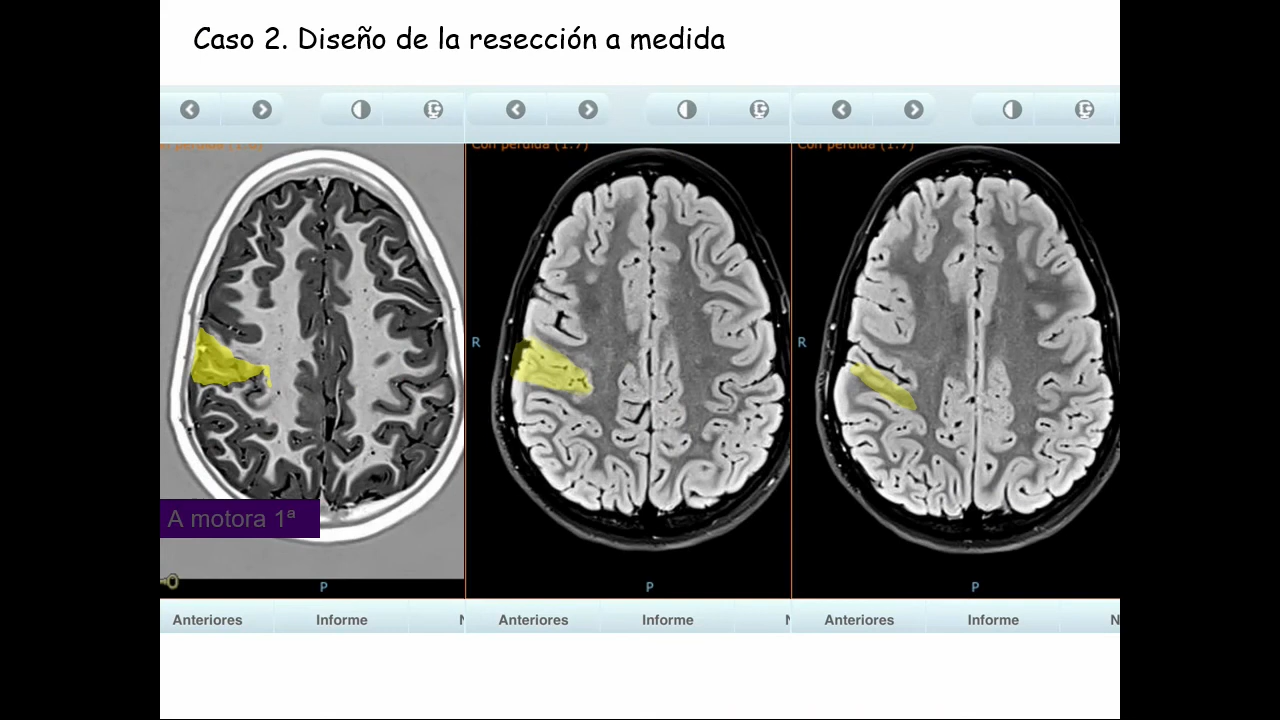 Caso 2. Diseño de la resección a medida
Con pérdida (1.7)
Con pérdida (1.7)
R
R
A motora 1ª
P
P
P
Anteriores
Informe
N
Anteriores
Informe
N
Anteriores
Informe
N